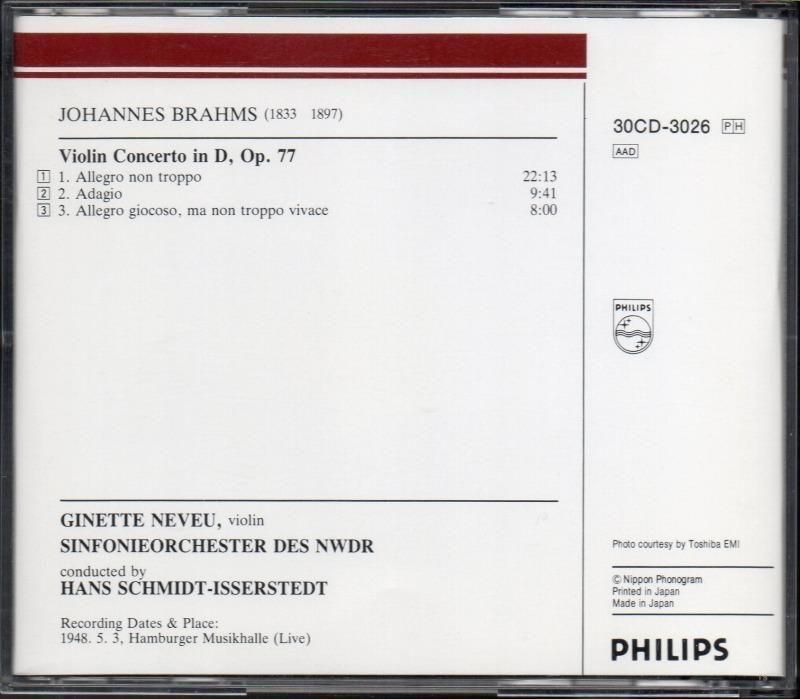 JOHANNES BRAHMS (1833 1897)
Violin Concerto in D, Op. 77
1 1. Allegro non troppo 22:13
2 2. Adagio 9:41
3 3. Allegro giocoso, ma non troppo vivace 8:00
GINETTE NEVEU, violin
SINFONIEORCHESTER DES NWDR
conducted by
HANS SCHMIDT-ISSERSTEDT
Recording Dates & Place:
1948. 5. 3, Hamburger Musikhalle (Live)
30CD-3026 PH
AAD
PHILIPS
Photo courtesy by Toshiba EMI
© Nippon Phonogram
Printed in Japan
Made in Japan
PHILIPS